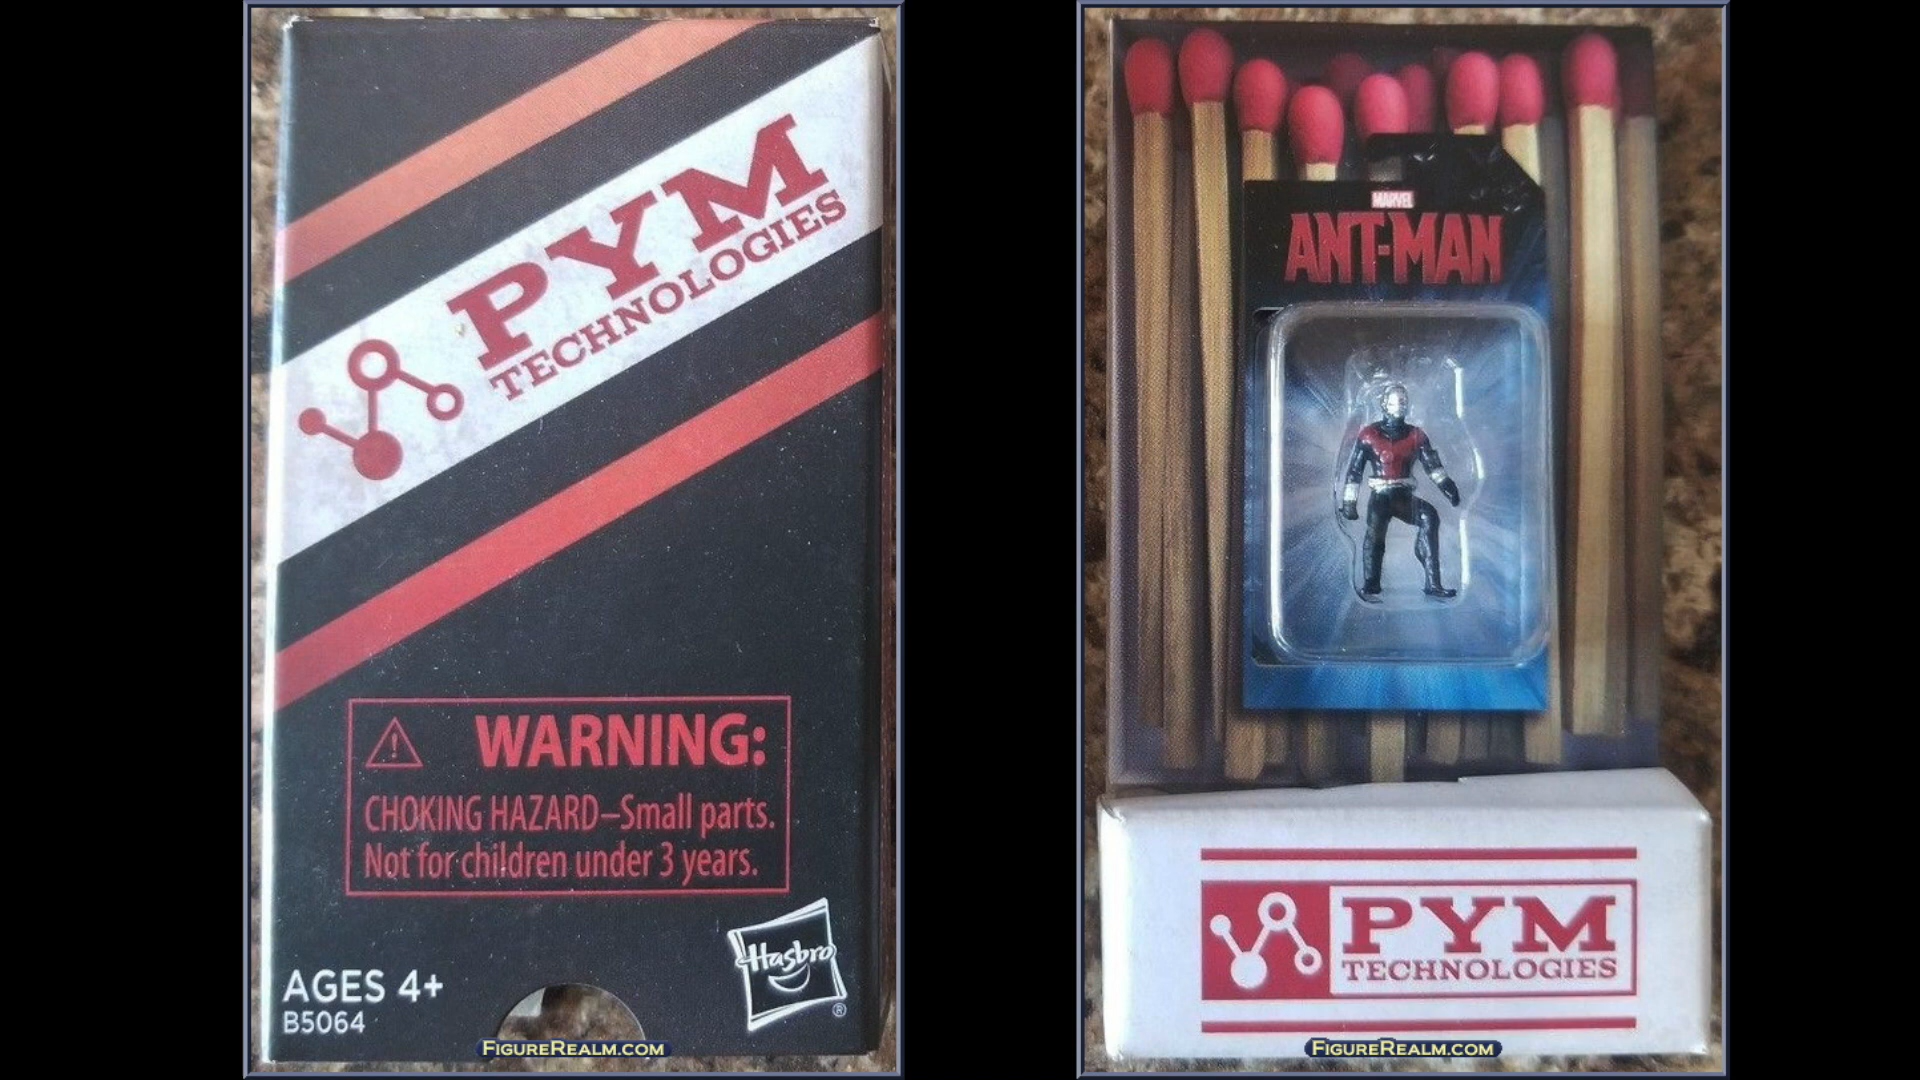 PYM
TECHNOLOGIES
WARNING:
CHOKING HAZARD–Small parts.
Not for children under 3 years.
Hasbro
®
AGES 4+
B5064
FIGUREREALM.COM
MARVEL
ANT-MAN
PYM
TECHNOLOGIES
FIGUREREALM.COM